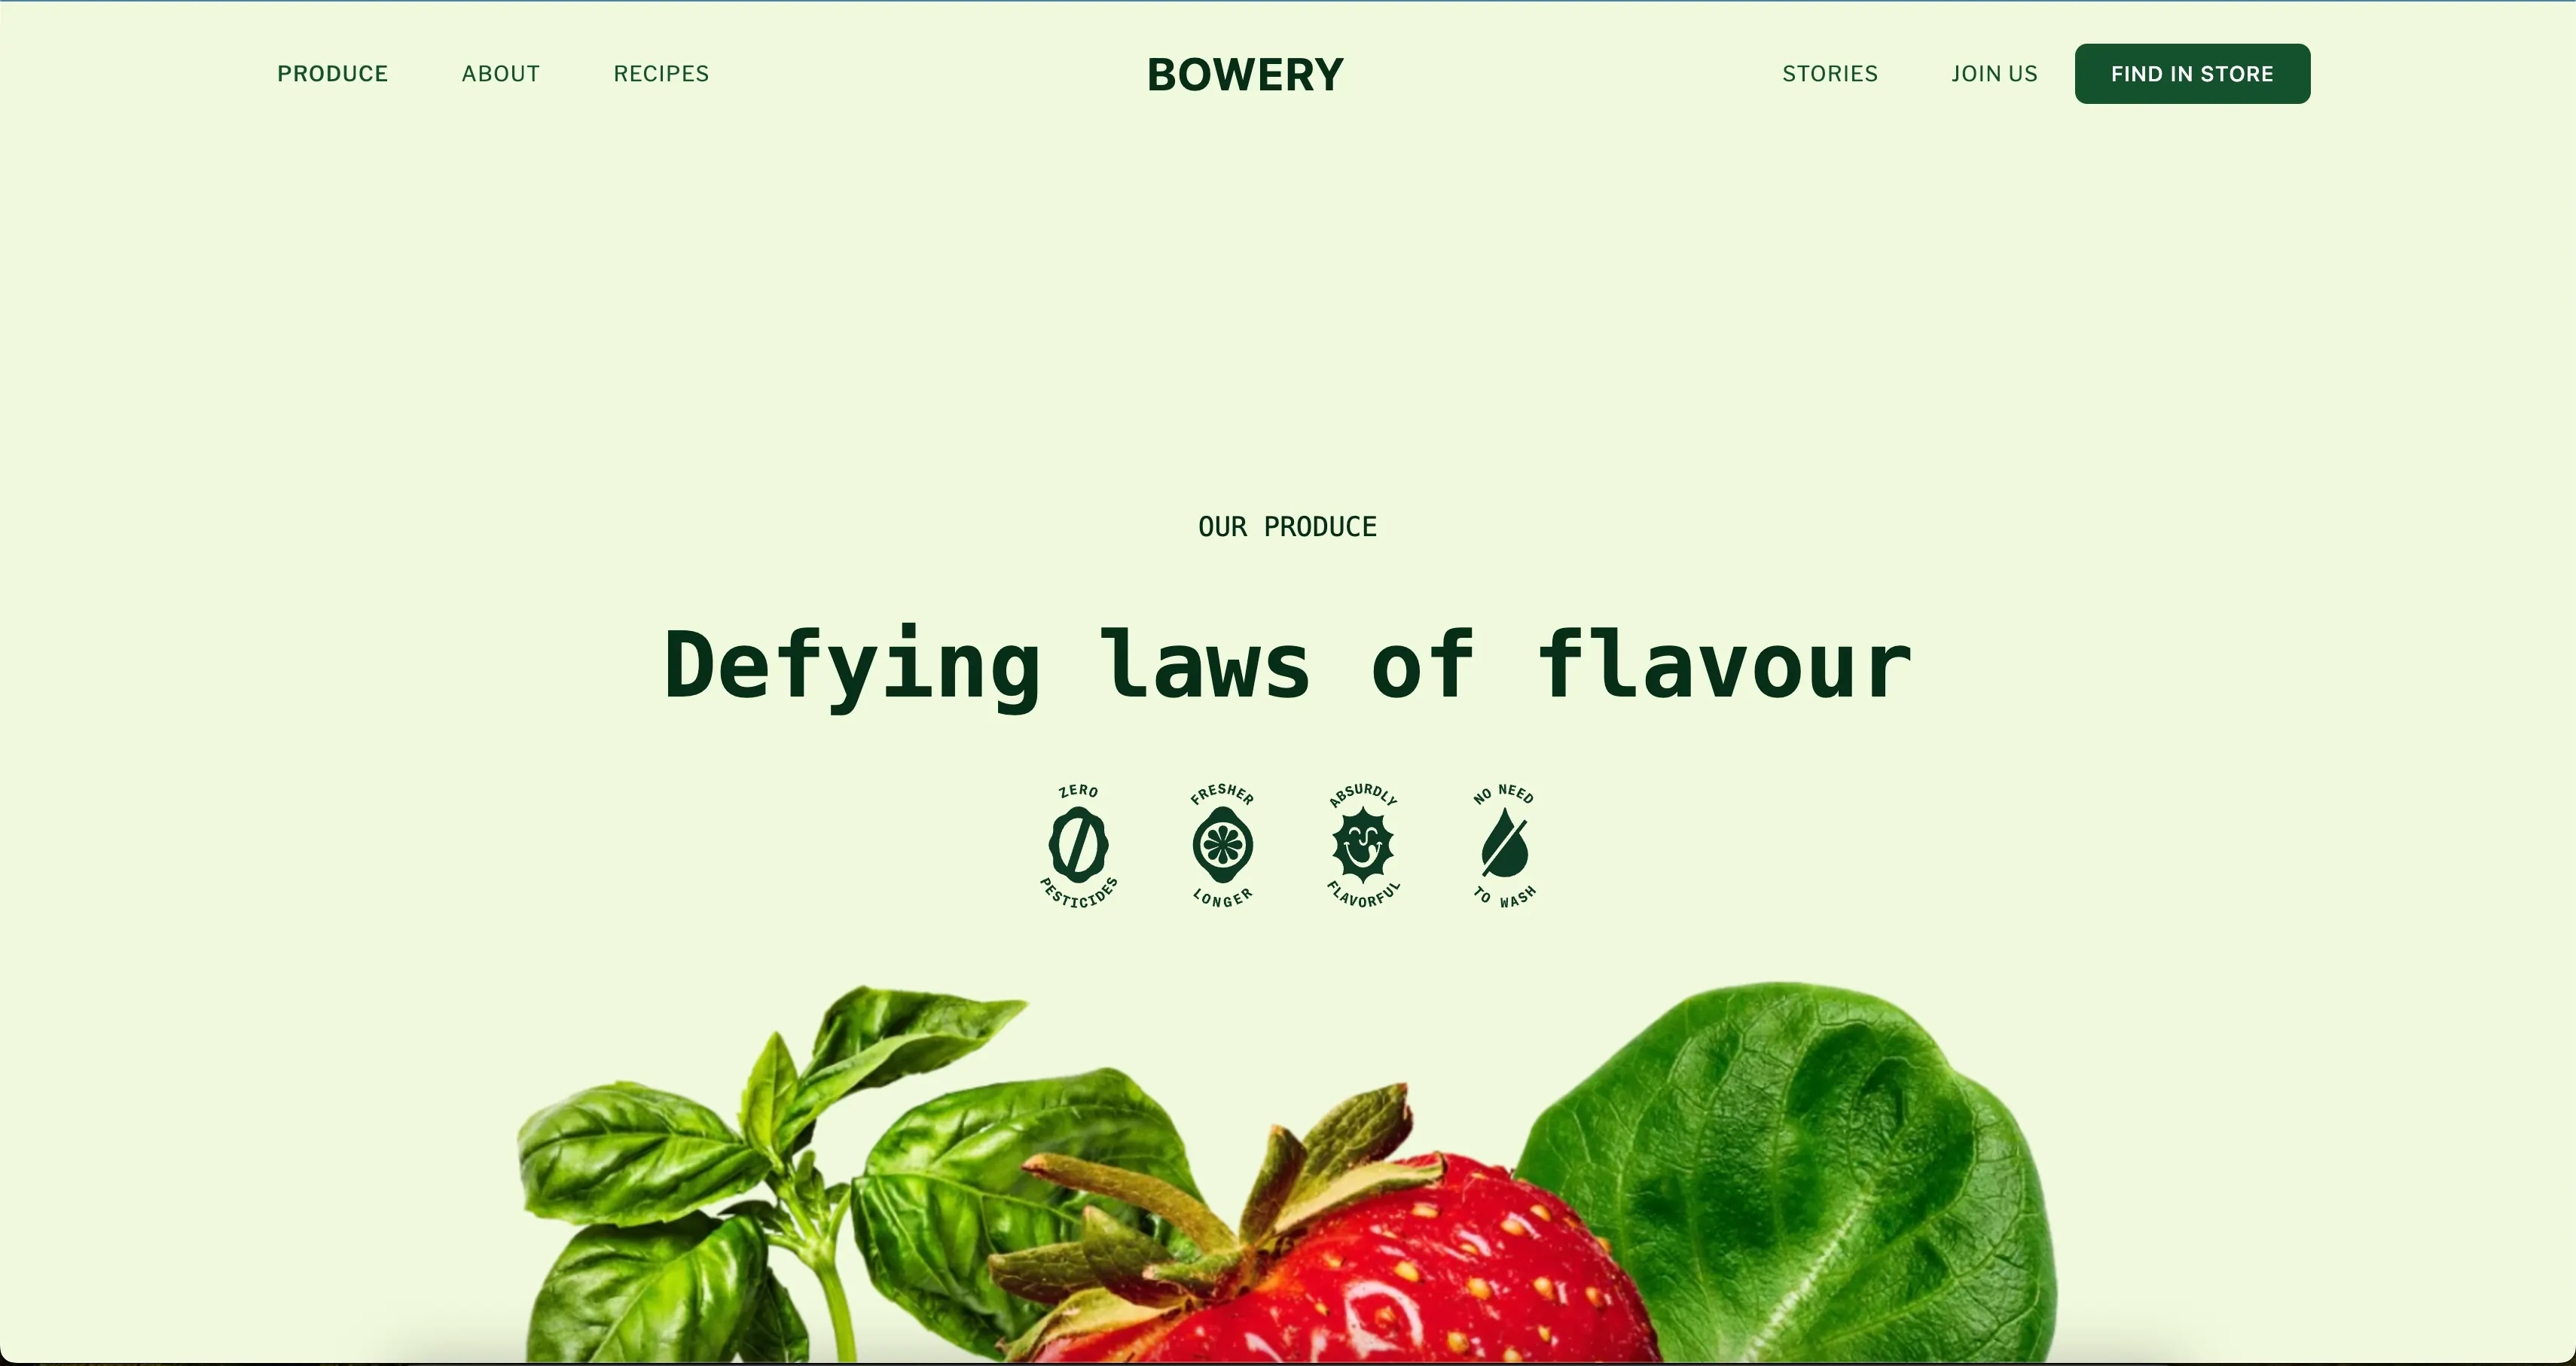 PRODUCE ABOUT RECIPES BOWERY STORIES JOIN US FIND IN STORE
OUR PRODUCE
Defying laws of flavour
ZERO PESTICIDES
FRESHER LONGER
ABSURDLY FLAVORFUL
NO NEED TO WASH